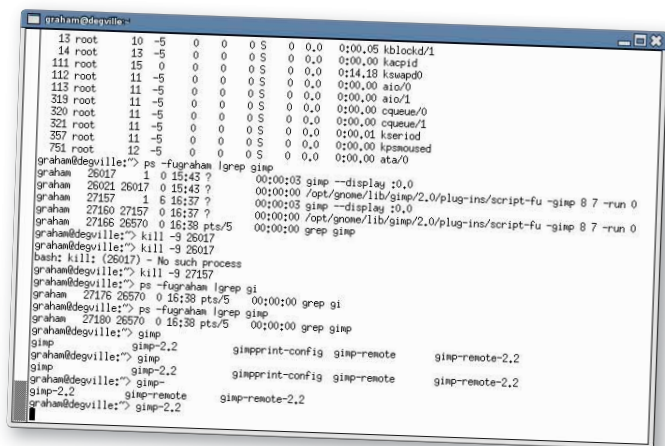 graham@degville:~
13 root 10 -5 0 0 0 S 0 0.0 0:00.05 kblockd/1
14 root 13 -5 0 0 0 S 0 0.0 0:00.00 kacpid
111 root 15 0 0 0 0 S 0 0.0 0:14.18 kswapd0
112 root 11 -5 0 0 0 S 0 0.0 0:00.00 aio/0
113 root 11 -5 0 0 0 S 0 0.0 0:00.00 aio/1
319 root 11 -5 0 0 0 S 0 0.0 0:00.00 cqueue/0
320 root 11 -5 0 0 0 S 0 0.0 0:00.00 cqueue/1
321 root 11 -5 0 0 0 S 0 0.0 0:00.01 kseriod
357 root 11 -5 0 0 0 S 0 0.0 0:00.00 kpsmoused
751 root 12 -5 0 0 0 S 0 0.0 0:00.00 ata/0
graham@degville:~> ps -fugraham |grep gimp
graham 26017 1 0 15:43 ? 00:00:03 gimp --display :0.0
graham 26021 26017 0 15:43 ? 00:00:00 /opt/gnome/lib/gimp/2.0/plug-ins/script-fu -gimp 8 7 -run 0
graham 27157 1 6 16:37 ? 00:00:03 gimp --display :0.0
graham 27160 27157 0 16:37 ? 00:00:00 /opt/gnome/lib/gimp/2.0/plug-ins/script-fu -gimp 8 7 -run 0
graham 27166 26570 0 16:38 pts/5 00:00:00 grep gimp
graham@degville:~> kill -9 26017
graham@degville:~> kill -9 26017
bash: kill: (26017) - No such process
graham@degville:~> kill -9 27157
graham@degville:~> ps -fugraham |grep gi
graham 27176 26570 0 16:38 pts/5 00:00:00 grep gi
graham@degville:~> ps -fugraham |grep gimp
graham 27180 26570 0 16:38 pts/5 00:00:00 grep gimp
graham@degville:~> gimp
gimp gimp-2.2 gimpprint-config gimp-remote gimp-remote-2.2
graham@degville:~> gimp
gimp gimp-2.2 gimpprint-config gimp-remote gimp-remote-2.2
graham@degville:~> gimp-
gimp-2.2 gimp-remote gimp-remote-2.2
graham@degville:~> gimp-2.2